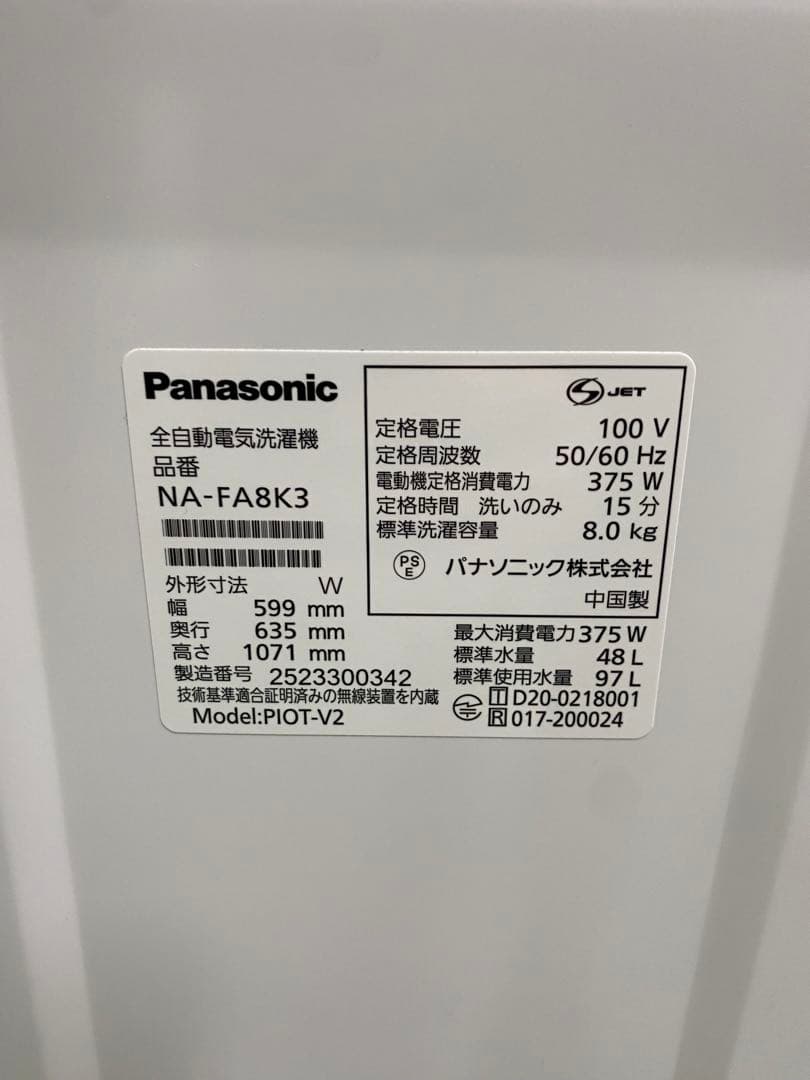 Panasonic
全自動電気洗濯機
品番
NA-FA8K3
外形寸法 W
幅 599 mm
奥行 635 mm
高さ 1071 mm
製造番号 2523300342
技術基準適合証明済みの無線装置を内蔵
Model:PIOT-V2
S JET
定格電圧 100 V
定格周波数 50/60 Hz
電動機定格消費電力 375 W
定格時間 洗いのみ 15 分
標準洗濯容量 8.0 kg
PSE パナソニック株式会社
中国製
最大消費電力 375 W
標準水量 48 L
標準使用水量 97 L
T D20-0218001
R 017-200024